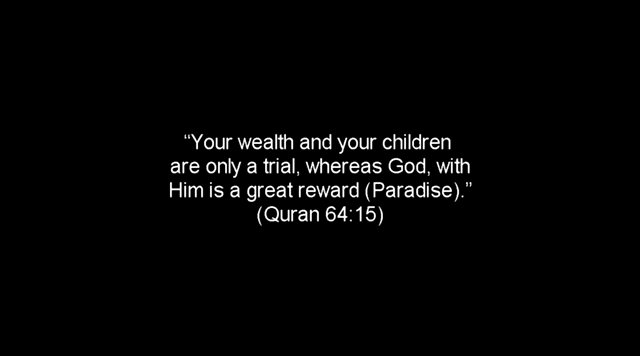 “Your wealth and your children
are only a trial, whereas God, with
Him is a great reward (Paradise).”
(Quran 64:15)